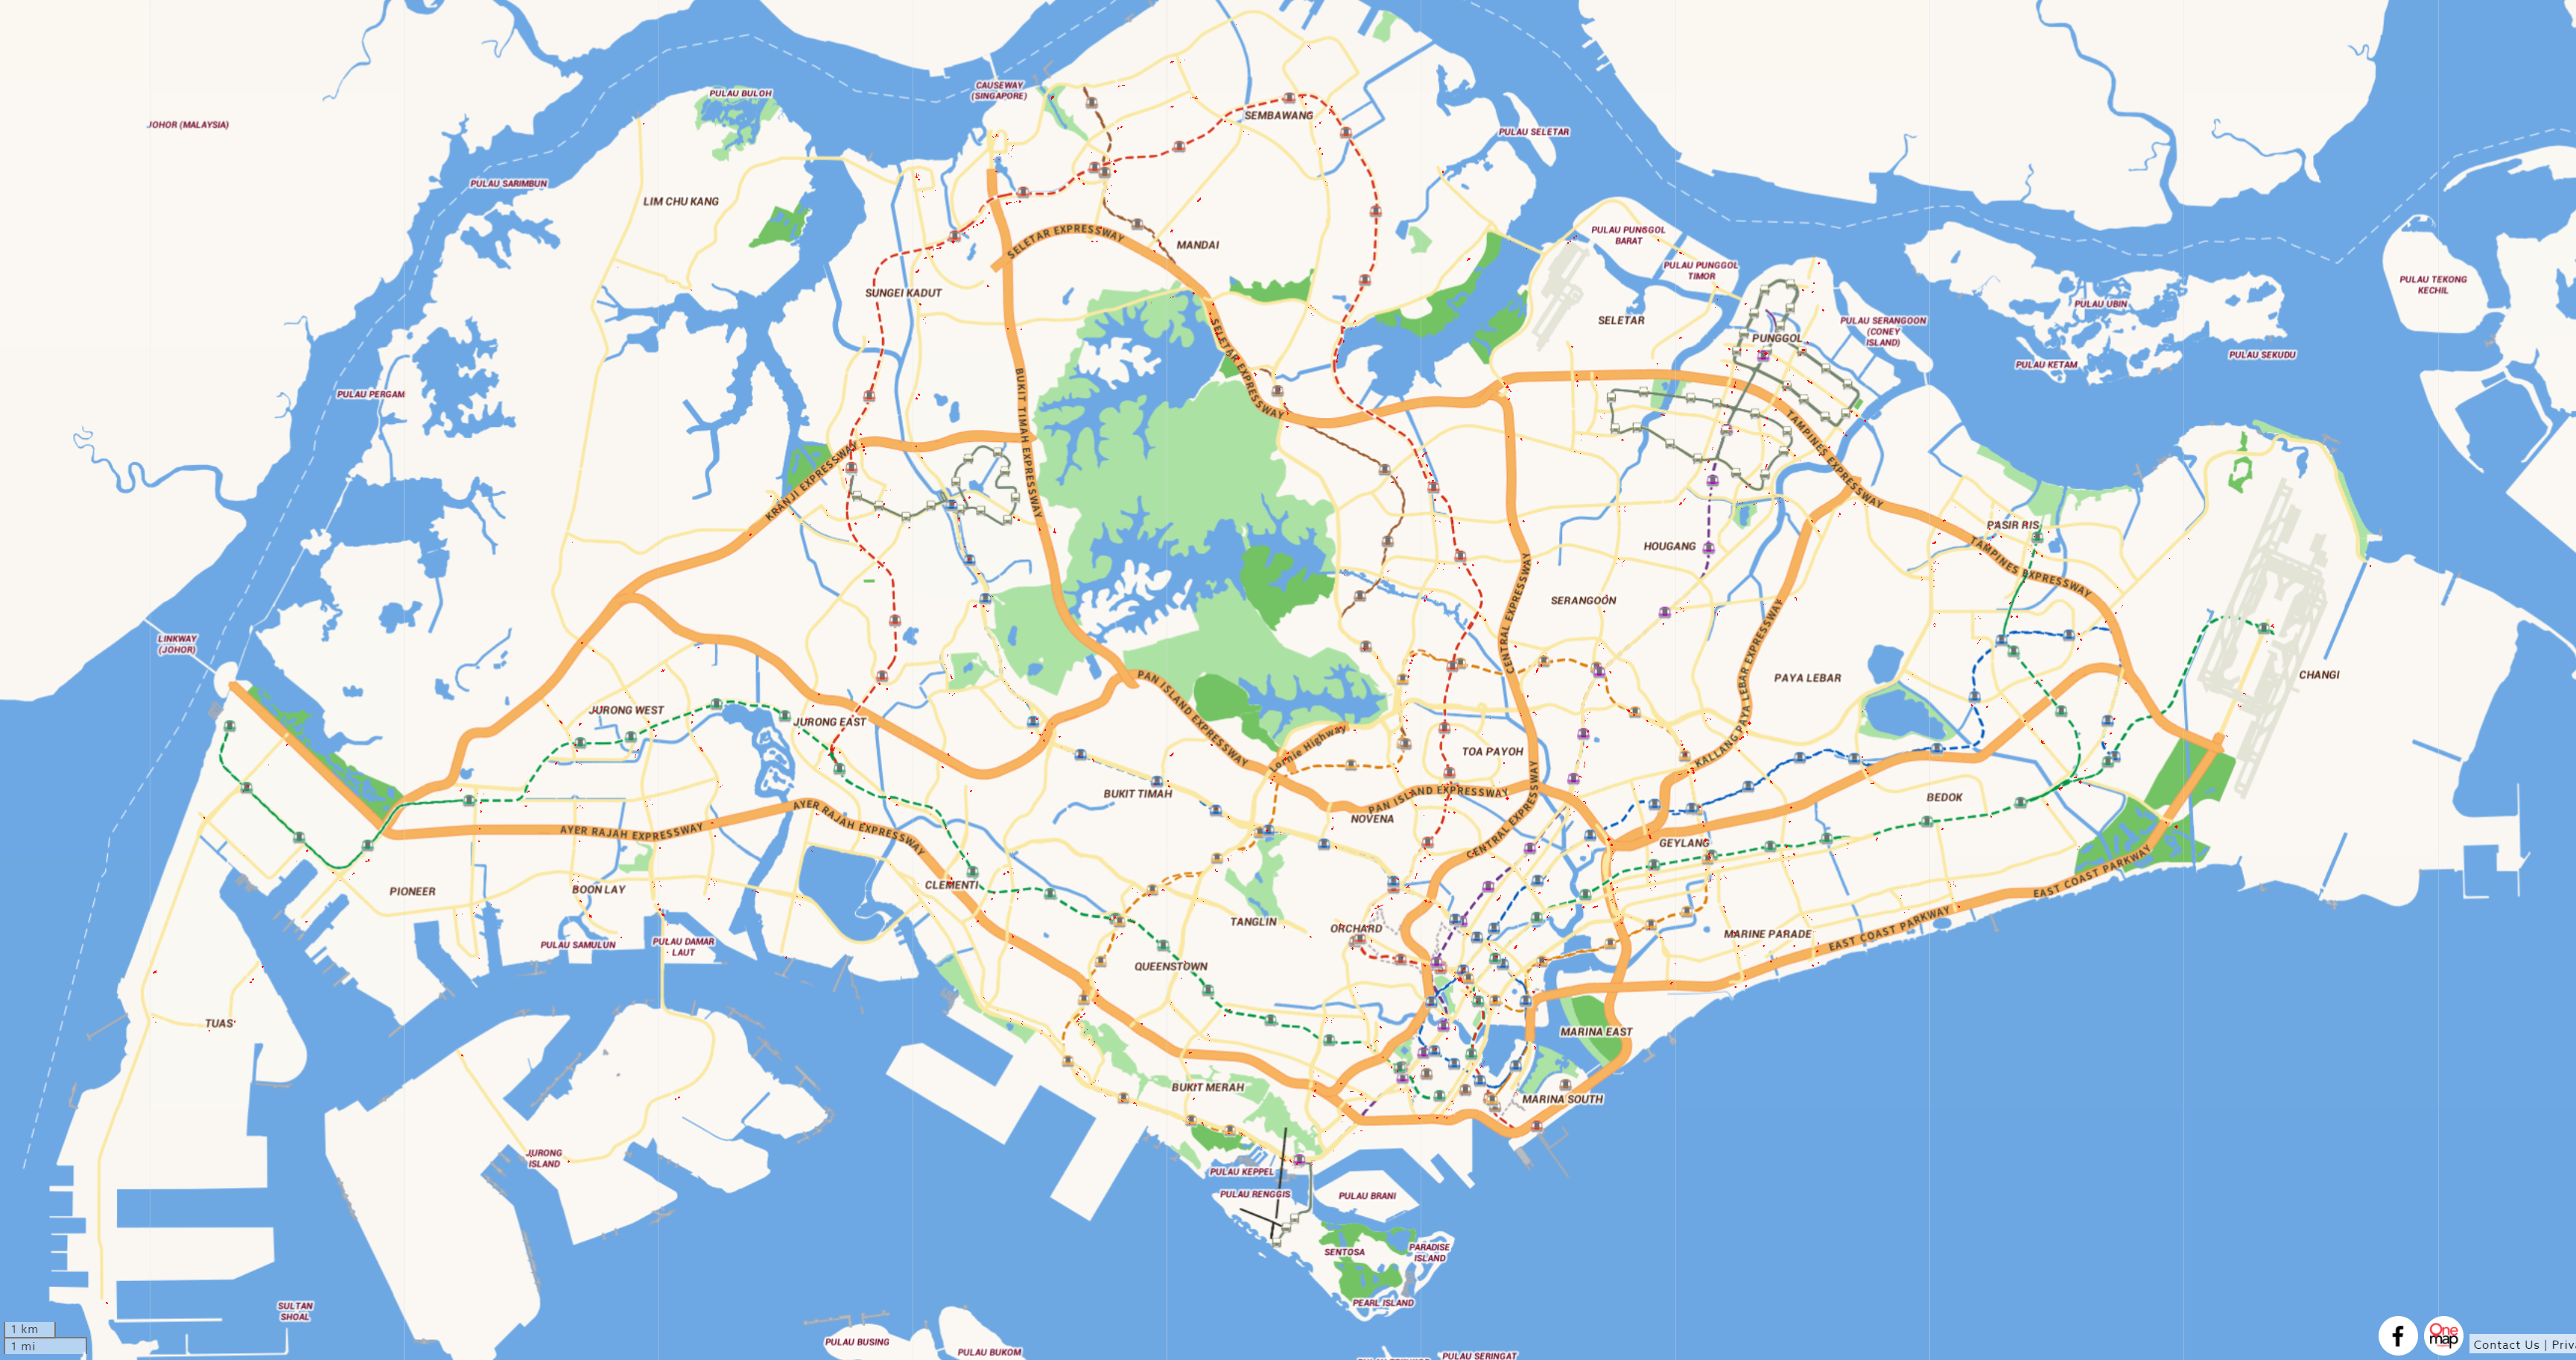 CAUSEWAY
(SINGAPORE)
PULAU BULOH
JOHOR (MALAYSIA)
SEMBAWANG
PULAU SELETAR
PULAU SARIMBUN
LIM CHU KANG
SELETAR EXPRESSWAY
MANDAI
PULAU PUNGGOL
BARAT
PULAU PUNGGOL
TIMOR
SUNGEI KADUT
PULAU TEKONG
KECHIL
PULAU UBIN
SELETAR
PULAU SERANGOON
(CONEY
ISLAND)
PUNGGOL
SELETAR EXPRESSWAY
PULAU SEKUDU
PULAU KETAM
PULAU PERGAM
BUKIT TIMAH EXPRESSWAY
TAMPINES EXPRESSWAY
KRANJI EXPRESSWAY
PASIR RIS
HOUGANG
TAMPINES EXPRESSWAY
SERANGOON
CENTRAL EXPRESSWAY
KALLANG PAYA LEBAR EXPRESSWAY
LINKWAY
(JOHOR)
PAYA LEBAR
CHANGI
PAN ISLAND EXPRESSWAY
JURONG WEST
JURONG EAST
Lornie Highway
TOA PAYOH
BUKIT TIMAH
PAN ISLAND EXPRESSWAY
BEDOK
NOVENA
AYER RAJAH EXPRESSWAY
AYER RAJAH EXPRESSWAY
CENTRAL EXPRESSWAY
GEYLANG
EAST COAST PARKWAY
CLEMENTI
PIONEER
BOON LAY
TANGLIN
ORCHARD
MARINE PARADE
EAST COAST PARKWAY
PULAU SAMULUN
PULAU DAMAR
LAUT
QUEENSTOWN
TUAS
MARINA EAST
BUKIT MERAH
MARINA SOUTH
JURONG
ISLAND
PULAU KEPPEL
PULAU RENGGIS
PULAU BRANI
SENTOSA
PARADISE
ISLAND
PEARL ISLAND
SULTAN
SHOAL
PULAU BUSING
PULAU BUKOM
PULAU SERINGAT
1 km
1 mi
One
map
Contact Us | Priv